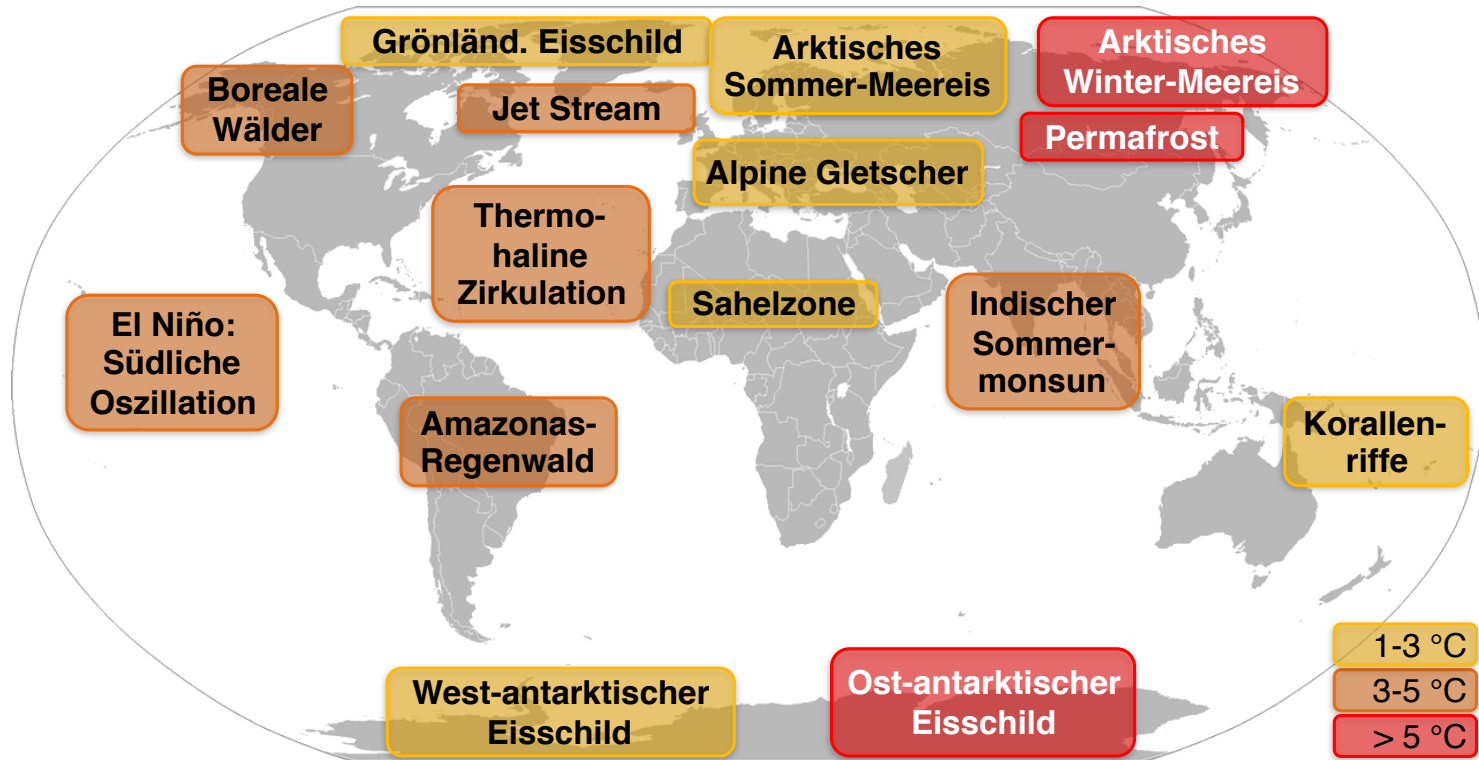 Grönländ. Eisschild
Arktisches
Sommer-Meereis
Arktisches
Winter-Meereis
Boreale
Wälder
Jet Stream
Permafrost
Alpine Gletscher
Thermo-
haline
Zirkulation
Sahelzone
Indischer
Sommer-
monsun
El Niño:
Südliche
Oszillation
Amazonas-
Regenwald
Korallen-
riffe
West-antarktischer
Eisschild
Ost-antarktischer
Eisschild
1-3 °C
3-5 °C
> 5 °C